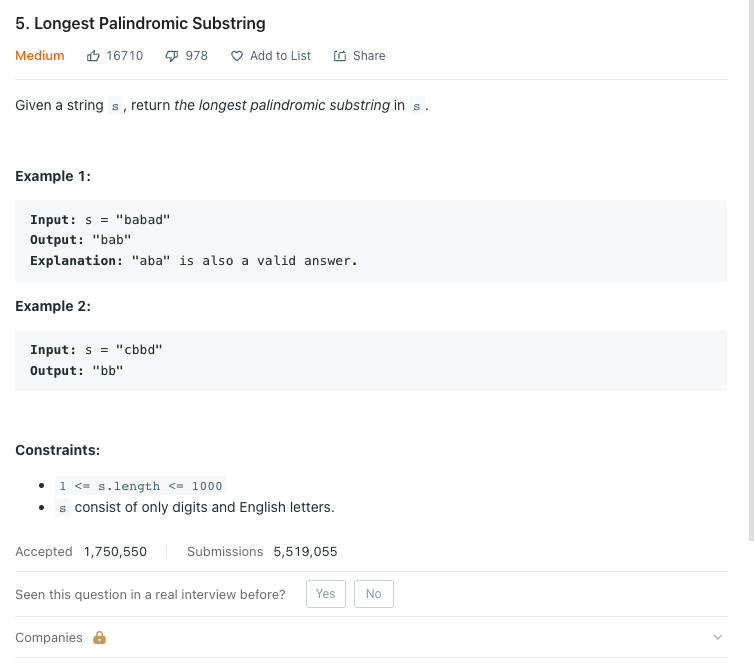 5. Longest Palindromic Substring
Medium 16710 978 Add to List Share
Given a string s , return the longest palindromic substring in s .
Example 1:
Input: s = "babad"
Output: "bab"
Explanation: "aba" is also a valid answer.
Example 2:
Input: s = "cbbd"
Output: "bb"
Constraints:
• 1 <= s.length <= 1000
• s consist of only digits and English letters.
Accepted 1,750,550 Submissions 5,519,055
Seen this question in a real interview before? Yes No
Companies